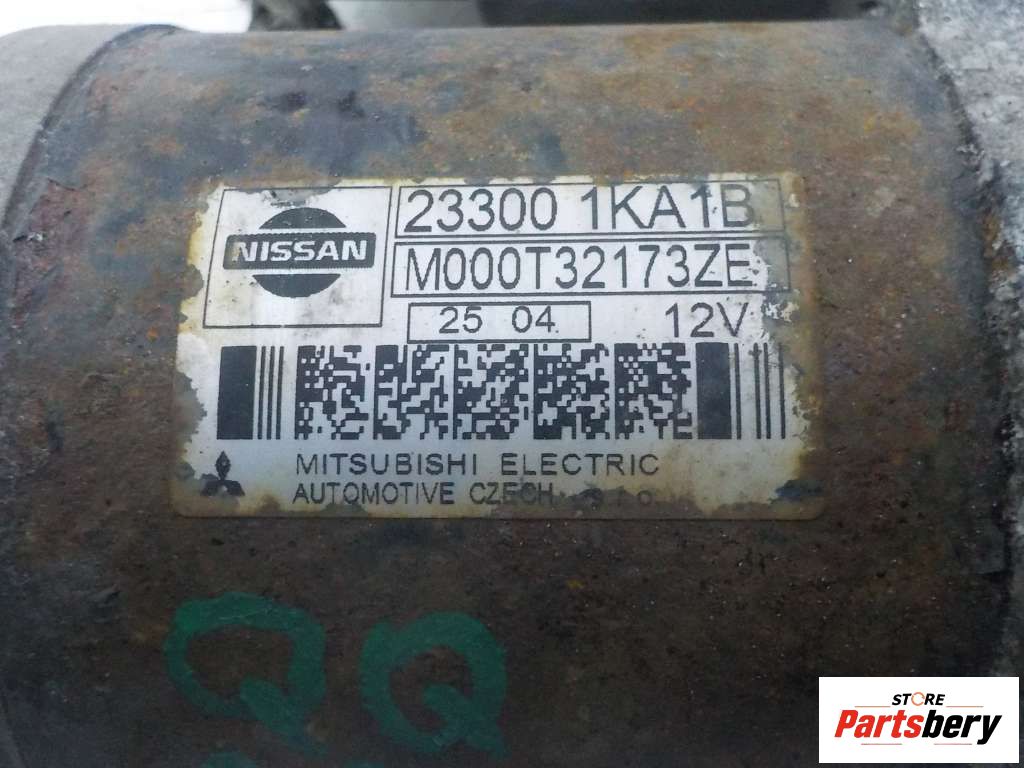 NISSAN
23300 1KA1B
M000T32173ZE
25 04
12V
MITSUBISHI ELECTRIC
AUTOMOTIVE CZECH
STORE
Partsbery